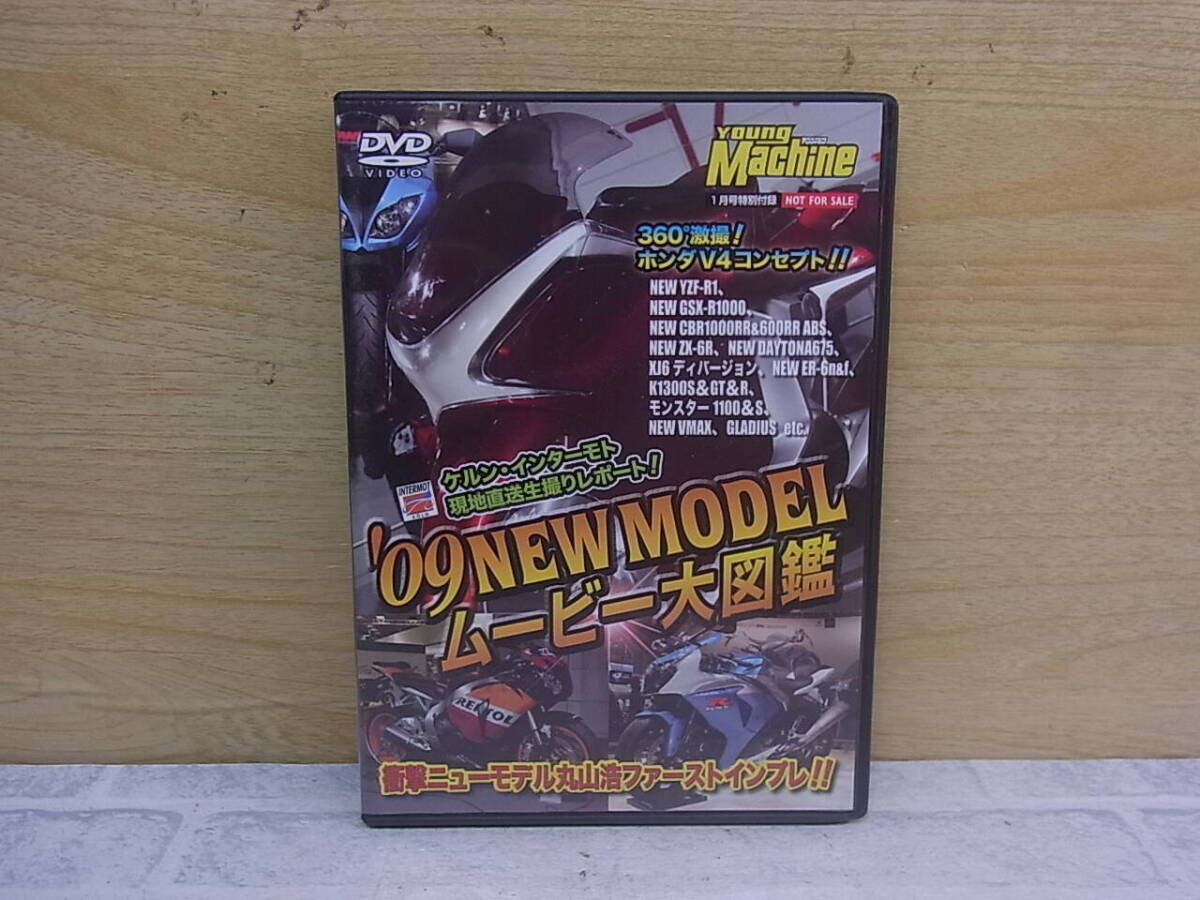 DVD
VIDEO
Young
Machine
1月号特別付録 NOT FOR SALE
360°激撮!
ホンダV4コンセプト!!
NEW YZF-R1、
NEW GSX-R1000、
NEW CBR1000RR&600RR ABS、
NEW ZX-6R、NEW DAYTONA675、
XJ6 ディバージョン、NEW ER-6n&f、
K1300S&GT&R、
モンスター 1100&S、
NEW VMAX、GLADIUS etc.
ケルン・インターモト
現地直送生撮りレポート!
INTERMOT
'09 NEW MODEL
ムービー大図鑑
REPSOL
衝撃ニューモデル丸山浩ファーストインプレ!!